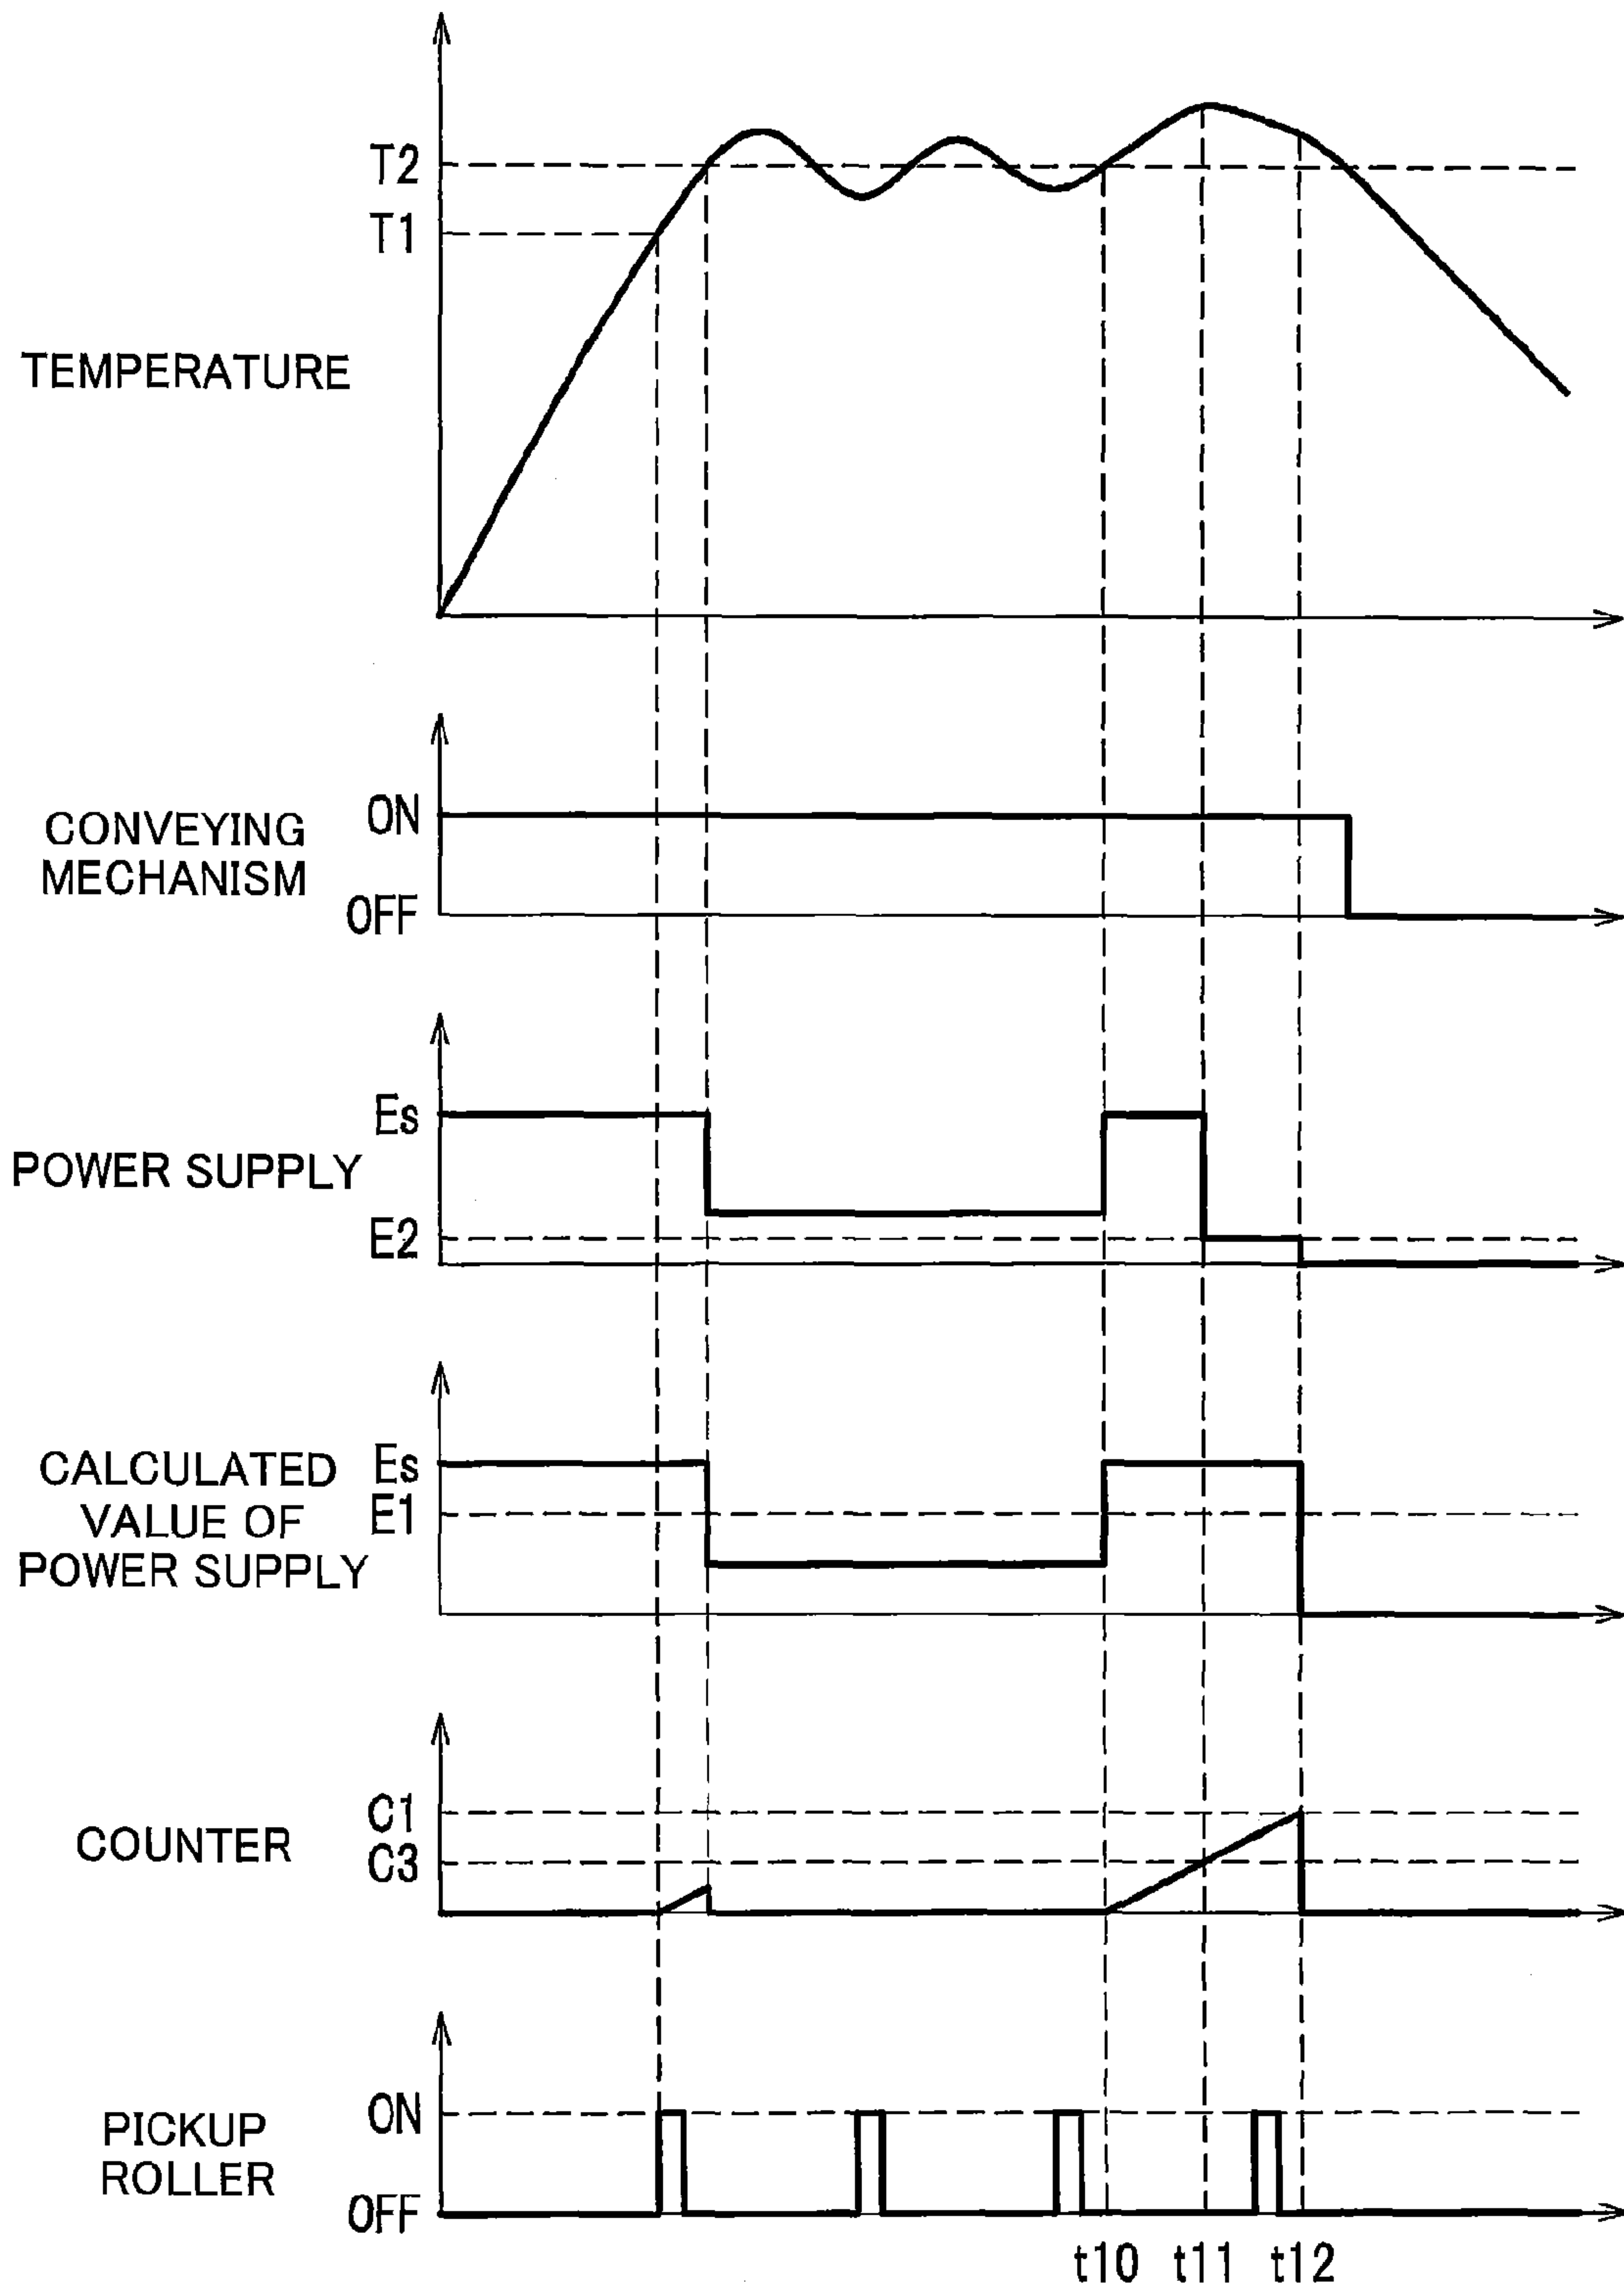 T2
T1
TEMPERATURE
CONVEYING
MECHANISM
ON
OFF
Es
POWER SUPPLY
E2
CALCULATED
VALUE OF
POWER SUPPLY
Es
E1
C1
COUNTER
C3
PICKUP
ROLLER
ON
OFF
t10 t11 t12